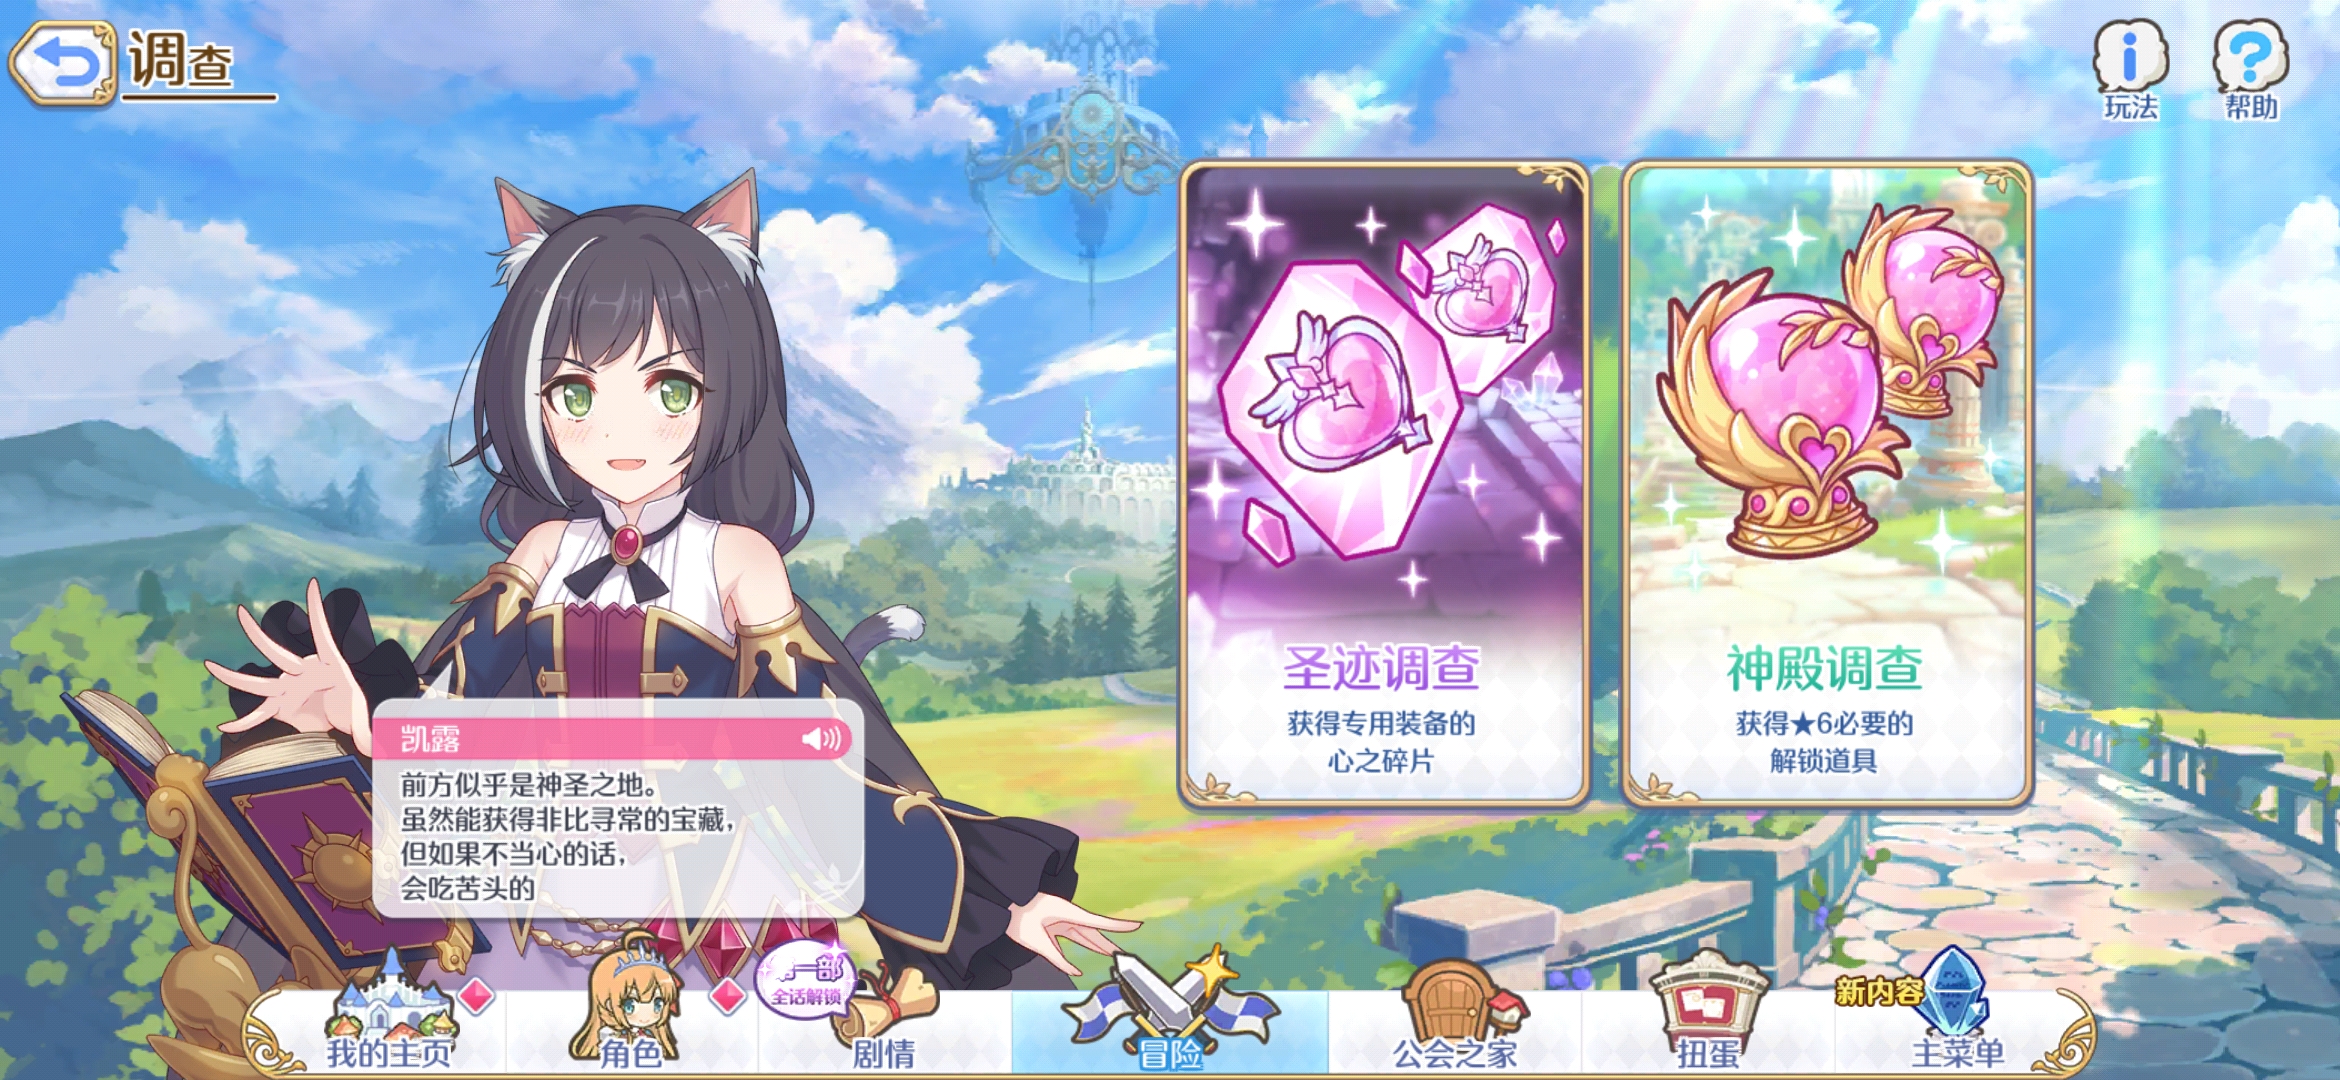 调查
玩法
帮助
圣迹调查
获得专用装备的
心之碎片
神殿调查
获得★6必要的
解锁道具
凯露
前方似乎是神圣之地。
虽然能获得非比寻常的宝藏，
但如果不当心的话，
会吃苦头的
我的主页
角色
第一部
全话解锁
剧情
冒险
公会之家
扭蛋
新内容
主菜单